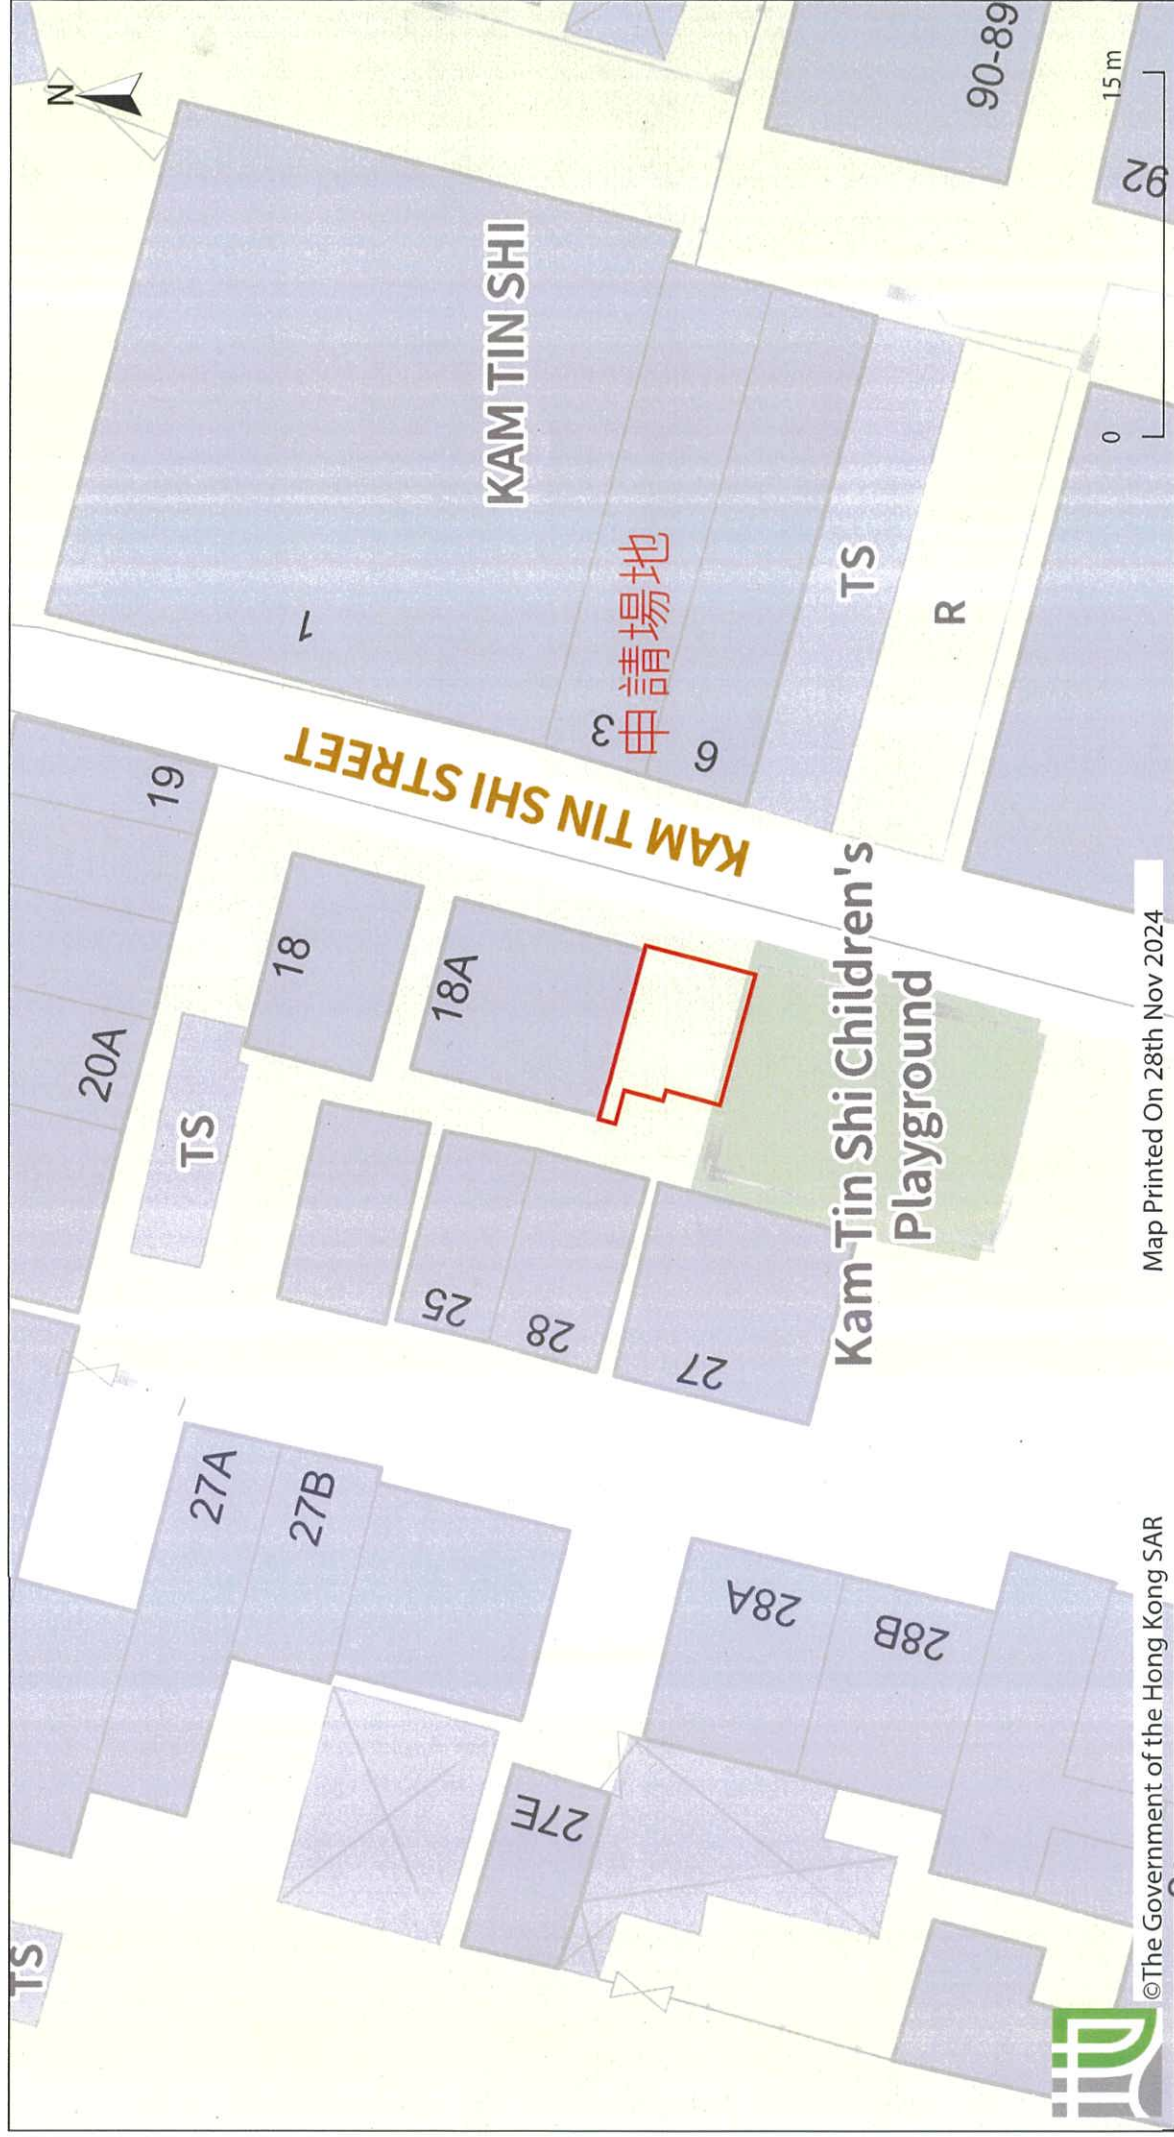 TS
N
20A
19
TS
27A
18
1
27B
18A
25
KAM TIN SHI STREET
KAM TIN SHI
27E
28
3
申請場地
27
6
28A
Kam Tin Shi Children's
Playground
TS
28B
R
90-89
0
15 m
92
©The Government of the Hong Kong SAR
Map Printed On 28th Nov 2024